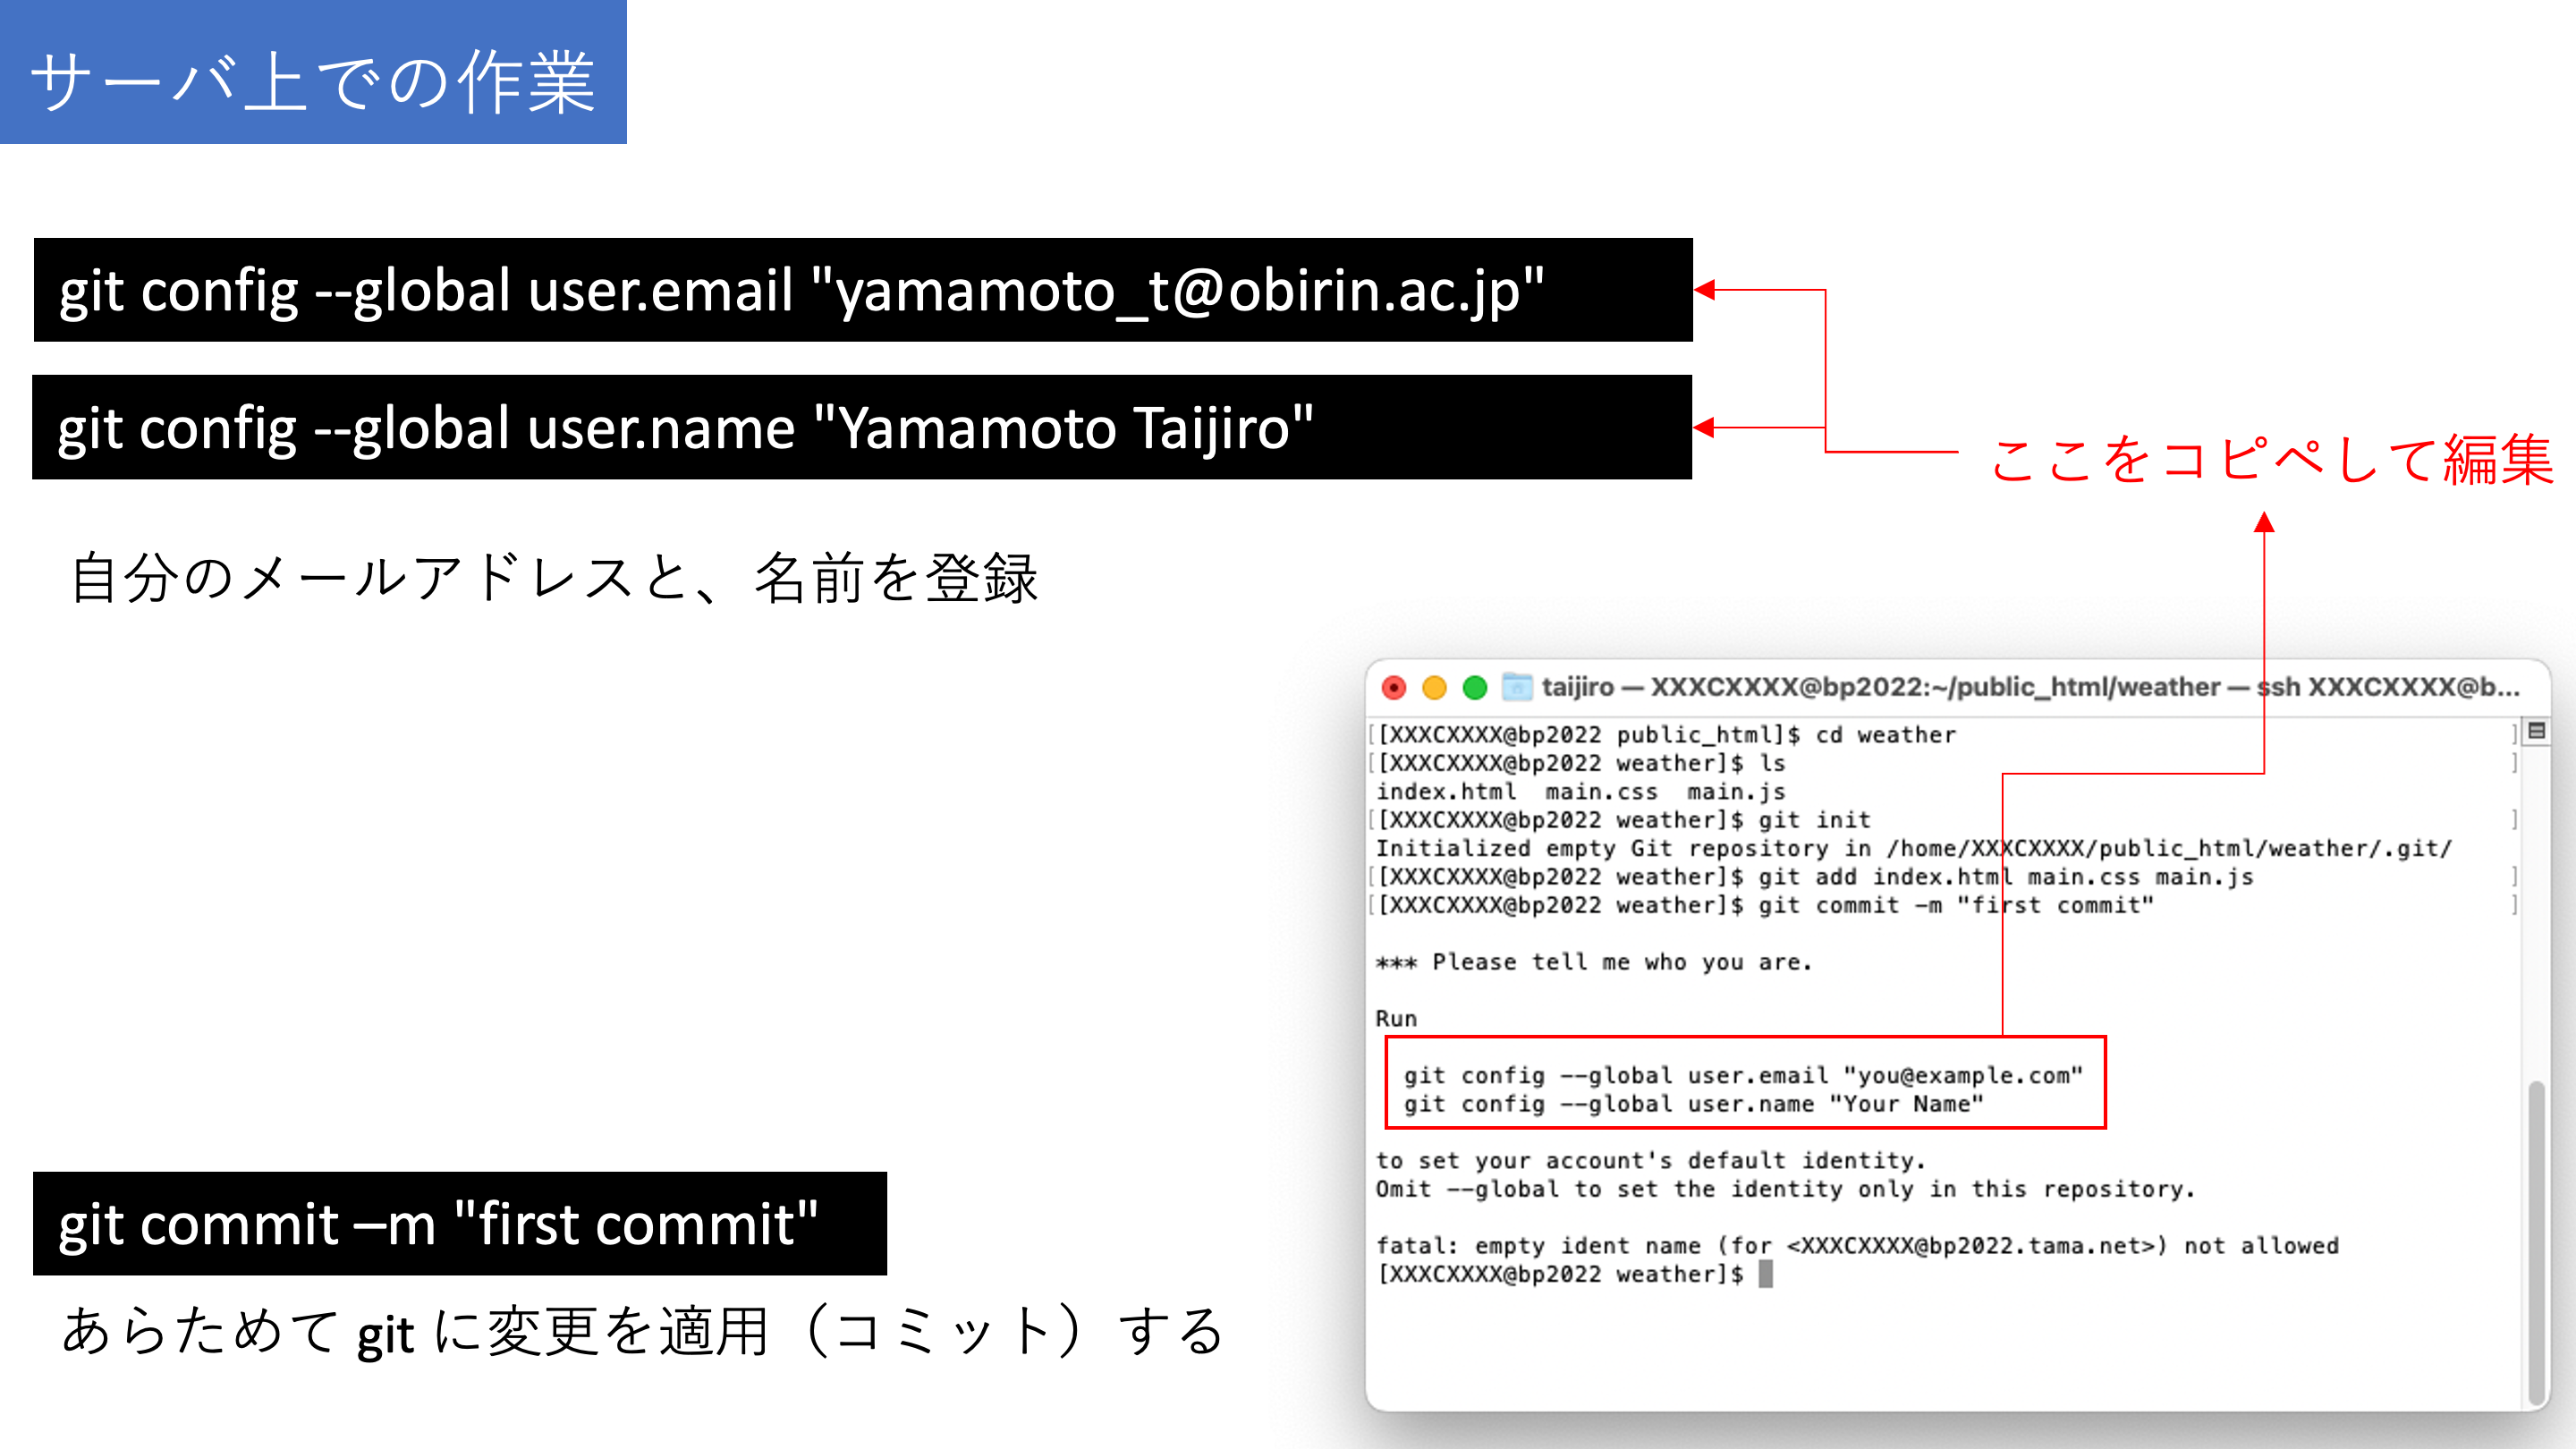 サーバ上での作業
git config --global user.email "yamamoto_t@obirin.ac.jp"
git config --global user.name "Yamamoto Taijiro"
ここをコピペして編集
自分のメールアドレスと、名前を登録
taijiro — XXXCXXXX@bp2022:~/public_html/weather — ssh XXXCXXXX@b...
[[XXXCXXXX@bp2022 public_html]$ cd weather ]
[[XXXCXXXX@bp2022 weather]$ ls ]
index.html  main.css  main.js
[[XXXCXXXX@bp2022 weather]$ git init ]
Initialized empty Git repository in /home/XXXCXXXX/public_html/weather/.git/
[[XXXCXXXX@bp2022 weather]$ git add index.html main.css main.js ]
[[XXXCXXXX@bp2022 weather]$ git commit -m "first commit" ]
*** Please tell me who you are.
Run
git config --global user.email "you@example.com"
git config --global user.name "Your Name"
to set your account's default identity.
Omit --global to set the identity only in this repository.
fatal: empty ident name (for <XXXCXXXX@bp2022.tama.net>) not allowed
[XXXCXXXX@bp2022 weather]$
git commit –m "first commit"
あらためて git に変更を適用（コミット）する